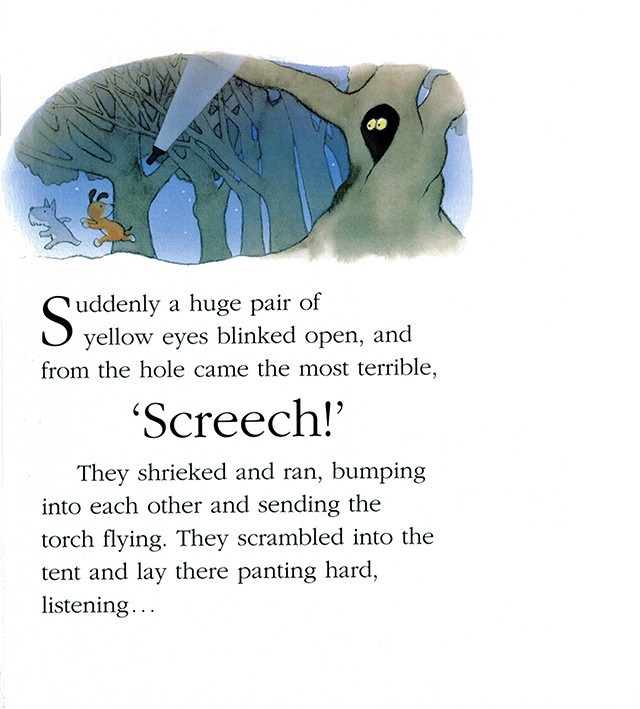 Suddenly a huge pair of
yellow eyes blinked open, and
from the hole came the most terrible,
‘Screech!’
They shrieked and ran, bumping
into each other and sending the
torch flying. They scrambled into the
tent and lay there panting hard,
listening...